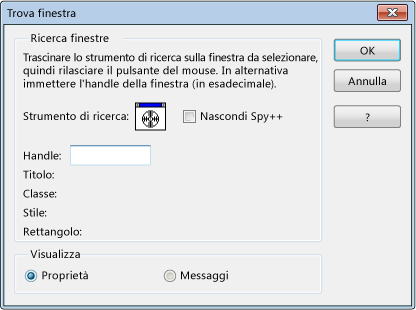 Trova finestra
Ricerca finestre
Trascinare lo strumento di ricerca sulla finestra da selezionare,
quindi rilasciare il pulsante del mouse. In alternativa
immettere l'handle della finestra (in esadecimale).
Strumento di ricerca:
Nascondi Spy++
Handle:
Titolo:
Classe:
Stile:
Rettangolo:
Visualizza
Proprietà
Messaggi
OK
Annulla
?